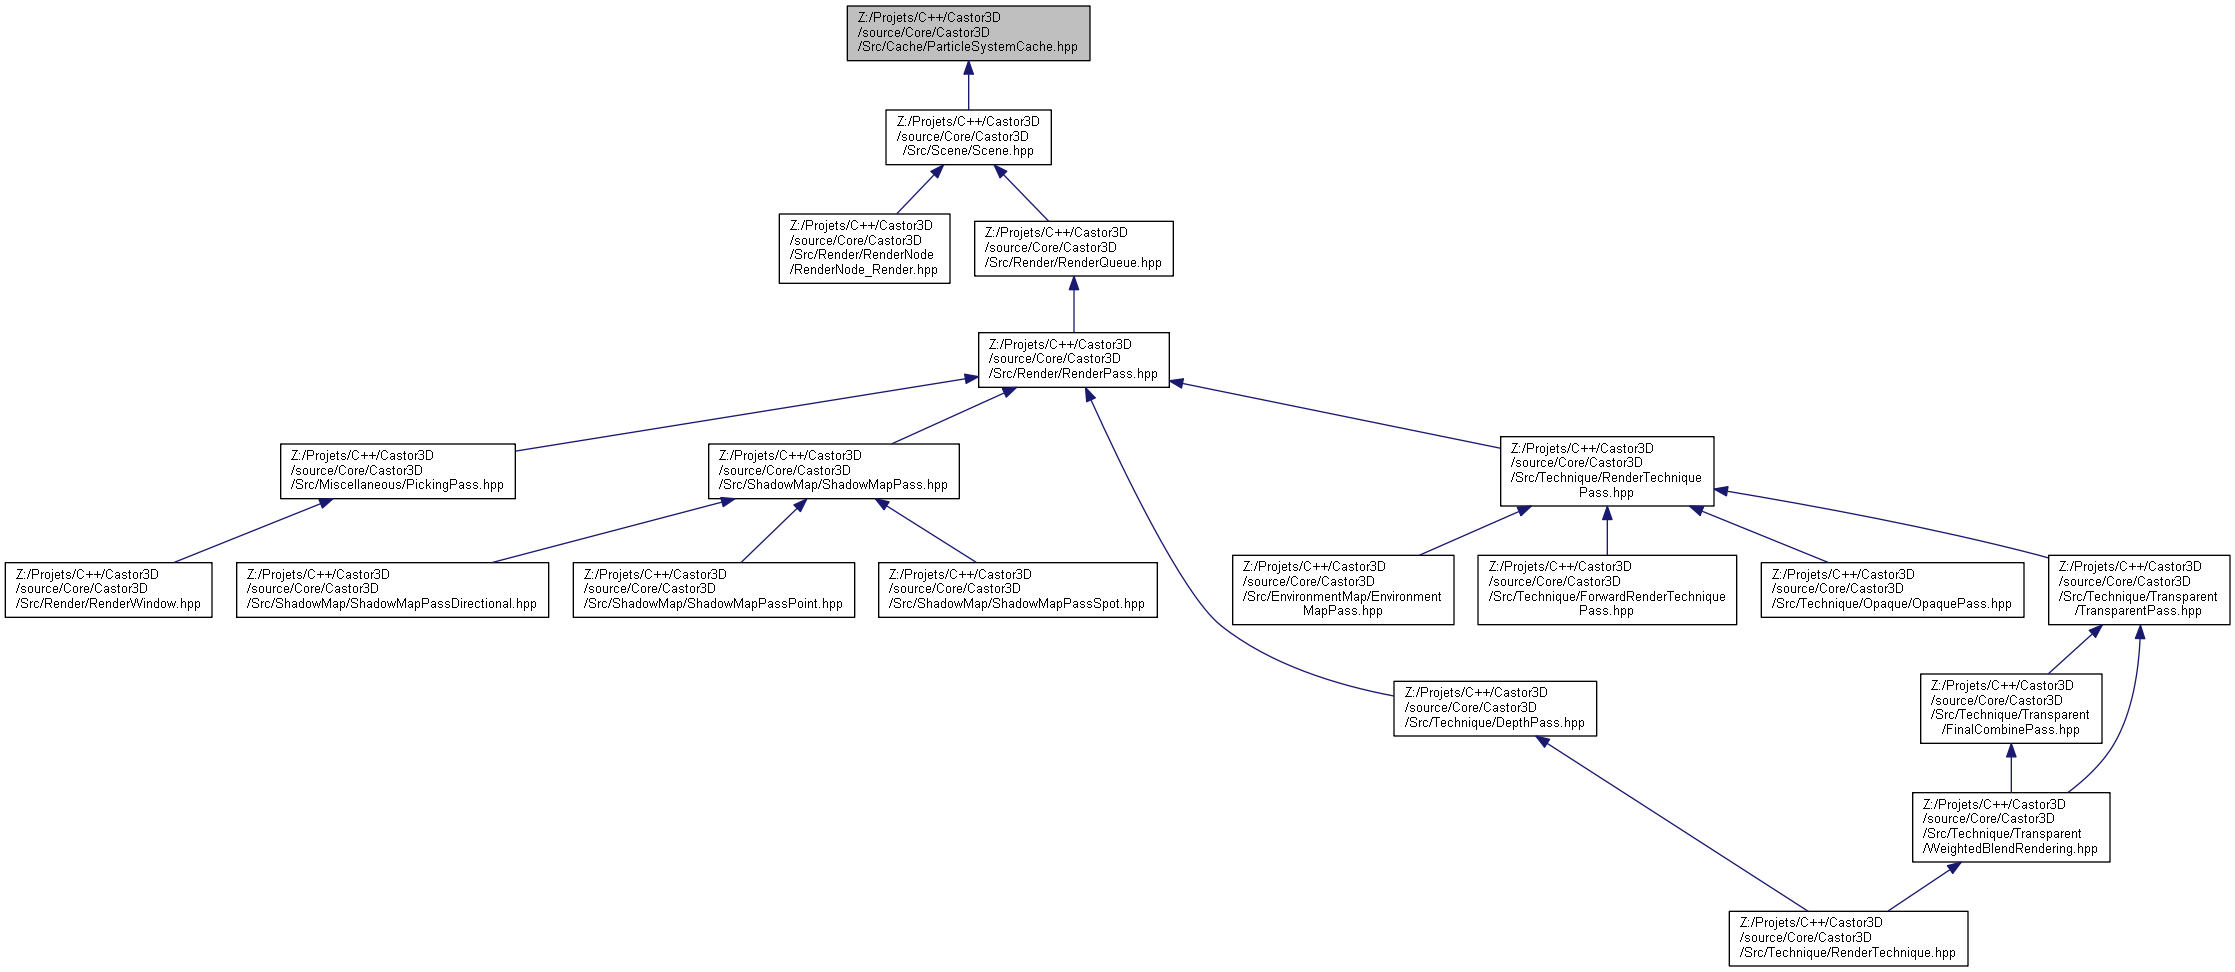 Z:/Projets/C++/Castor3D
/source/Core/Castor3D
/Src/Cache/ParticleSystemCache.hpp
Z:/Projets/C++/Castor3D
/source/Core/Castor3D
/Src/Scene/Scene.hpp
Z:/Projets/C++/Castor3D
/source/Core/Castor3D
/Src/Render/RenderNode
/RenderNode_Render.hpp
Z:/Projets/C++/Castor3D
/source/Core/Castor3D
/Src/Render/RenderQueue.hpp
Z:/Projets/C++/Castor3D
/source/Core/Castor3D
/Src/Render/RenderPass.hpp
Z:/Projets/C++/Castor3D
/source/Core/Castor3D
/Src/Miscellaneous/PickingPass.hpp
Z:/Projets/C++/Castor3D
/source/Core/Castor3D
/Src/ShadowMap/ShadowMapPass.hpp
Z:/Projets/C++/Castor3D
/source/Core/Castor3D
/Src/Technique/RenderTechnique
Pass.hpp
Z:/Projets/C++/Castor3D
/source/Core/Castor3D
/Src/Render/RenderWindow.hpp
Z:/Projets/C++/Castor3D
/source/Core/Castor3D
/Src/ShadowMap/ShadowMapPassDirectional.hpp
Z:/Projets/C++/Castor3D
/source/Core/Castor3D
/Src/ShadowMap/ShadowMapPassPoint.hpp
Z:/Projets/C++/Castor3D
/source/Core/Castor3D
/Src/ShadowMap/ShadowMapPassSpot.hpp
Z:/Projets/C++/Castor3D
/source/Core/Castor3D
/Src/EnvironmentMap/Environment
MapPass.hpp
Z:/Projets/C++/Castor3D
/source/Core/Castor3D
/Src/Technique/ForwardRenderTechnique
Pass.hpp
Z:/Projets/C++/Castor3D
/source/Core/Castor3D
/Src/Technique/Opaque/OpaquePass.hpp
Z:/Projets/C++/Castor3D
/source/Core/Castor3D
/Src/Technique/Transparent
/TransparentPass.hpp
Z:/Projets/C++/Castor3D
/source/Core/Castor3D
/Src/Technique/DepthPass.hpp
Z:/Projets/C++/Castor3D
/source/Core/Castor3D
/Src/Technique/Transparent
/FinalCombinePass.hpp
Z:/Projets/C++/Castor3D
/source/Core/Castor3D
/Src/Technique/Transparent
/WeightedBlendRendering.hpp
Z:/Projets/C++/Castor3D
/source/Core/Castor3D
/Src/Technique/RenderTechnique.hpp